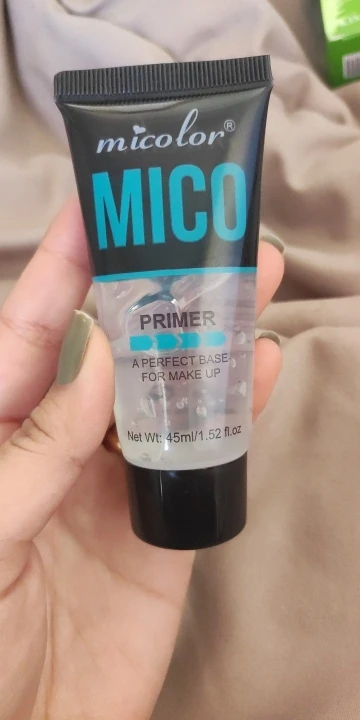 micolor®
MICO
PRIMER
A PERFECT BASE
FOR MAKE UP
Net Wt: 45ml/1.52 fl.oz